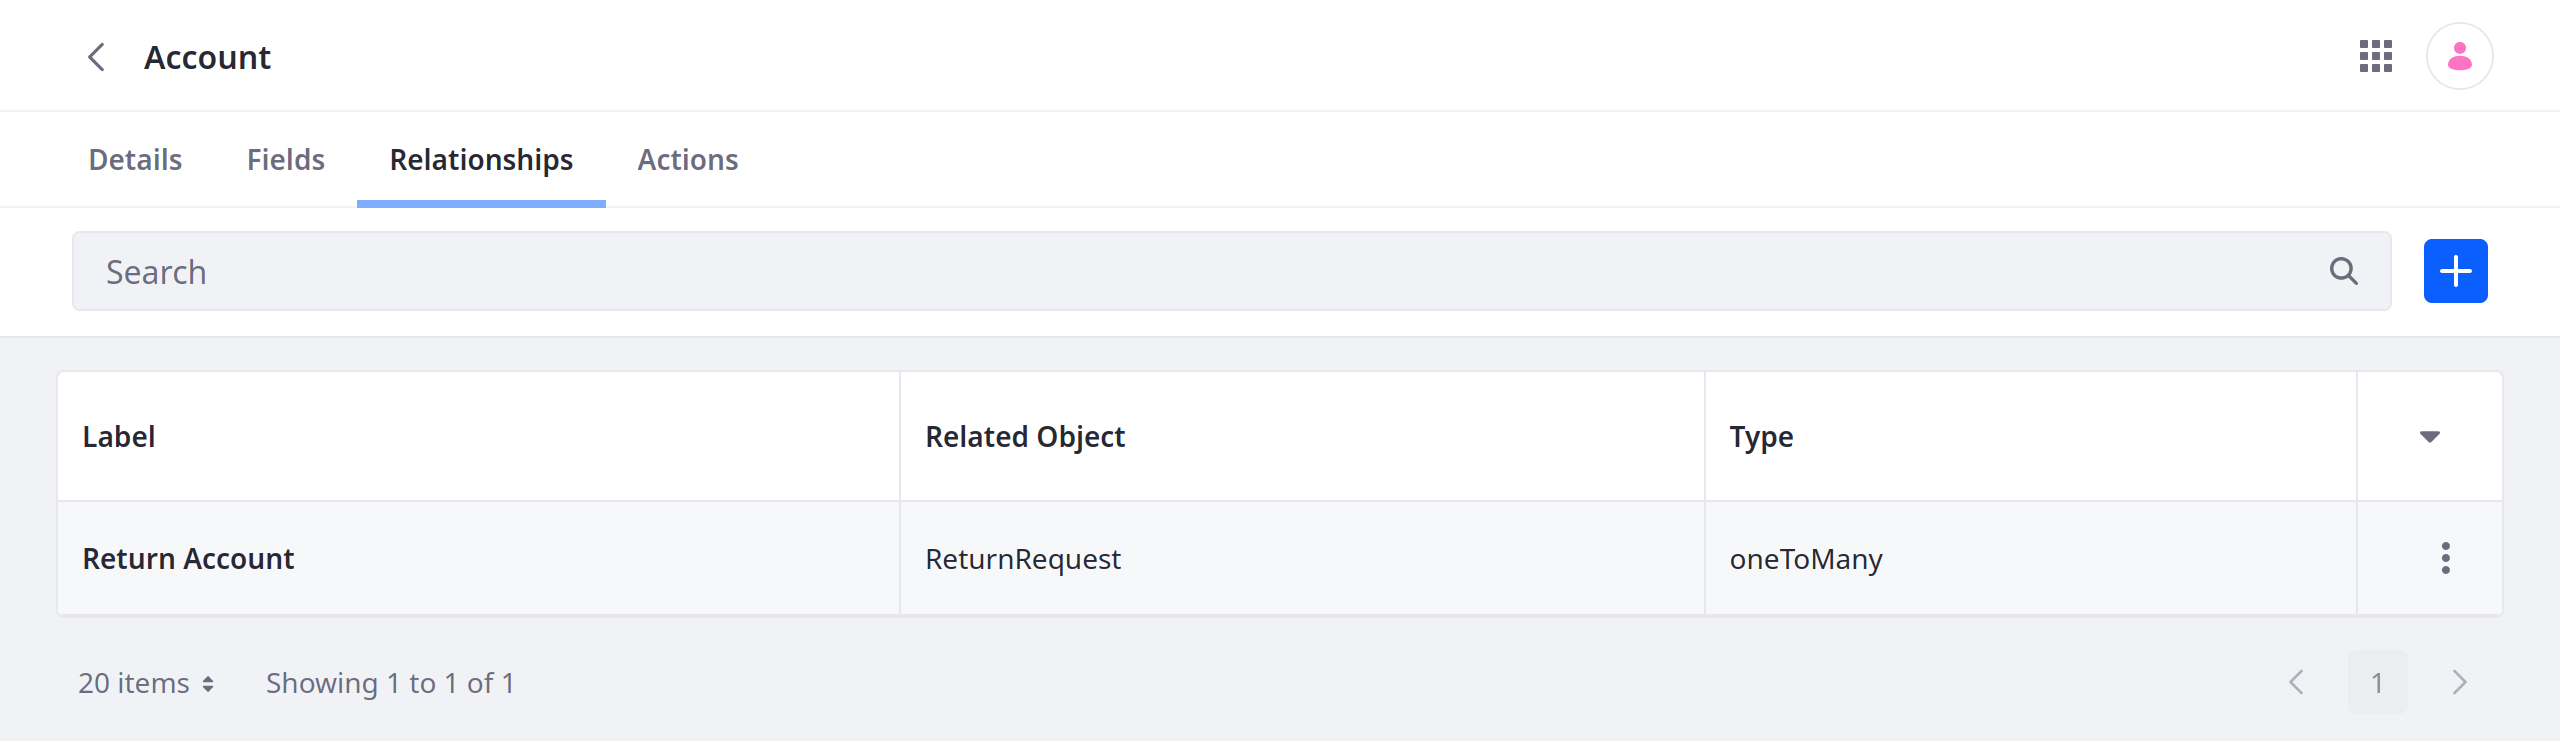 Account
Details Fields Relationships Actions
Search
Label Related Object Type
Return Account ReturnRequest oneToMany
20 items Showing 1 to 1 of 1 1